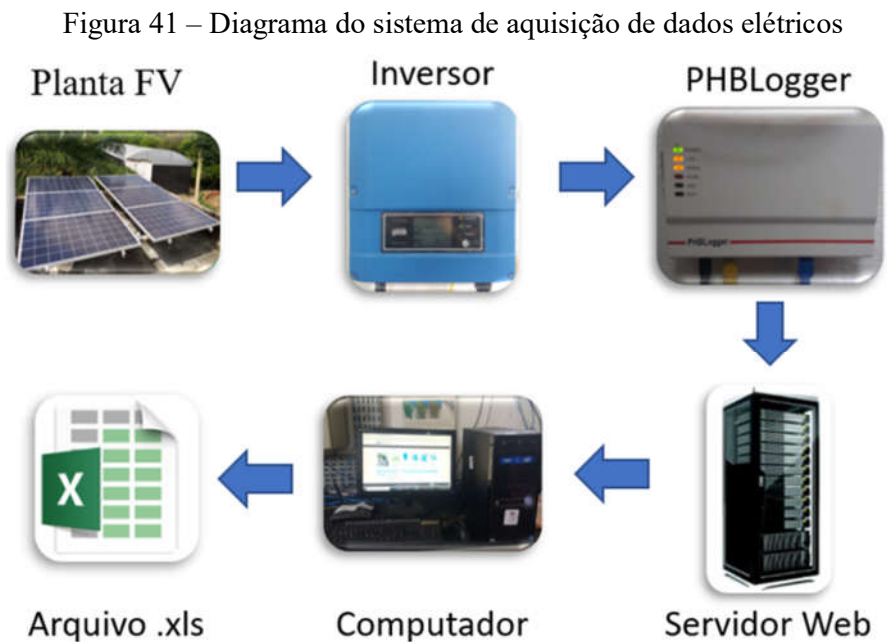 Figura 41 – Diagrama do sistema de aquisição de dados elétricos
Planta FV
Inversor
PHBLogger
PHBLogger
X
Arquivo .xls
Computador
Servidor Web